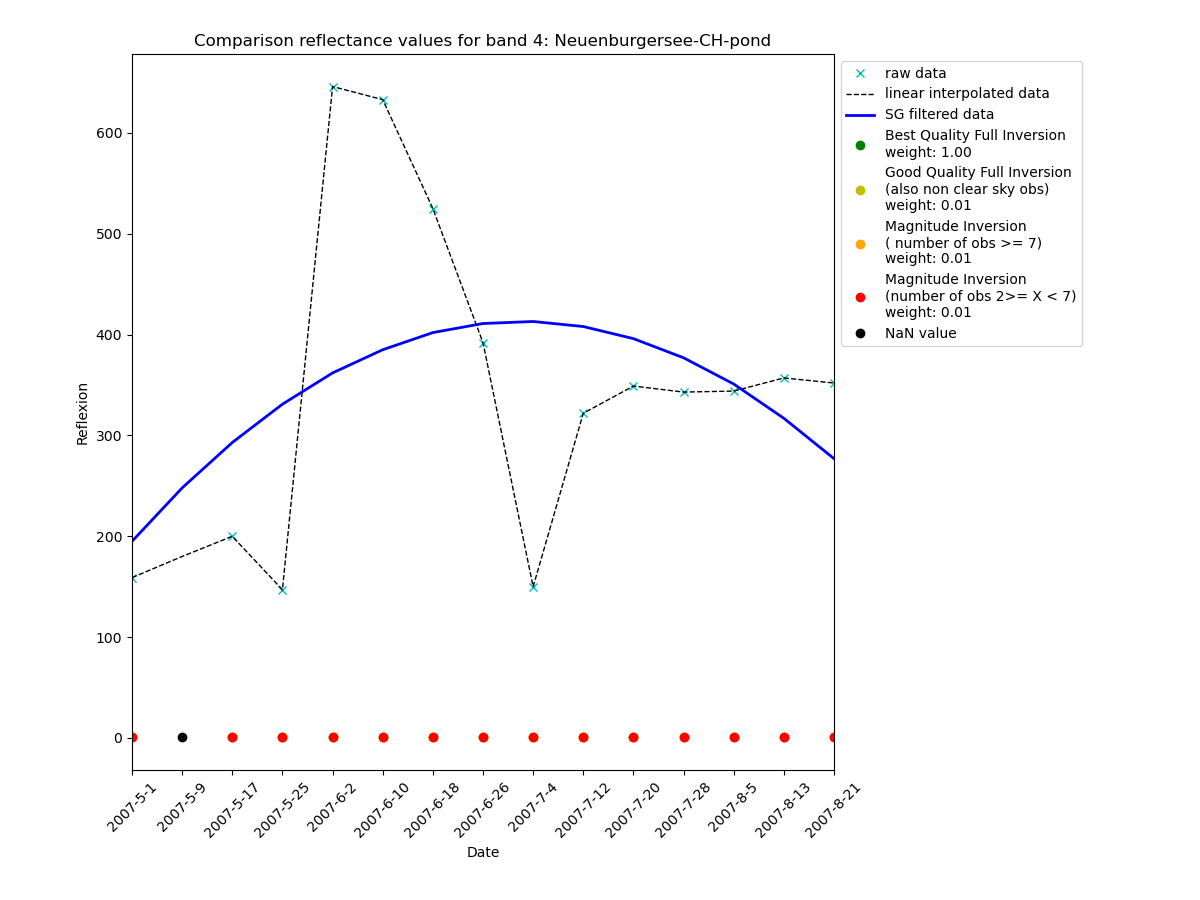 Comparison reflectance values for band 4: Neuenburgersee-CH-pond
raw data
linear interpolated data
SG filtered data
Best Quality Full Inversion
weight: 1.00
Good Quality Full Inversion
(also non clear sky obs)
weight: 0.01
Magnitude Inversion
( number of obs >= 7)
weight: 0.01
Magnitude Inversion
(number of obs 2>= X < 7)
weight: 0.01
NaN value
Reflexion
600
500
400
300
200
100
0
2007-5-1
2007-5-9
2007-5-17
2007-5-25
2007-6-2
2007-6-10
2007-6-18
2007-6-26
2007-7-4
2007-7-12
2007-7-20
2007-7-28
2007-8-5
2007-8-13
2007-8-21
Date